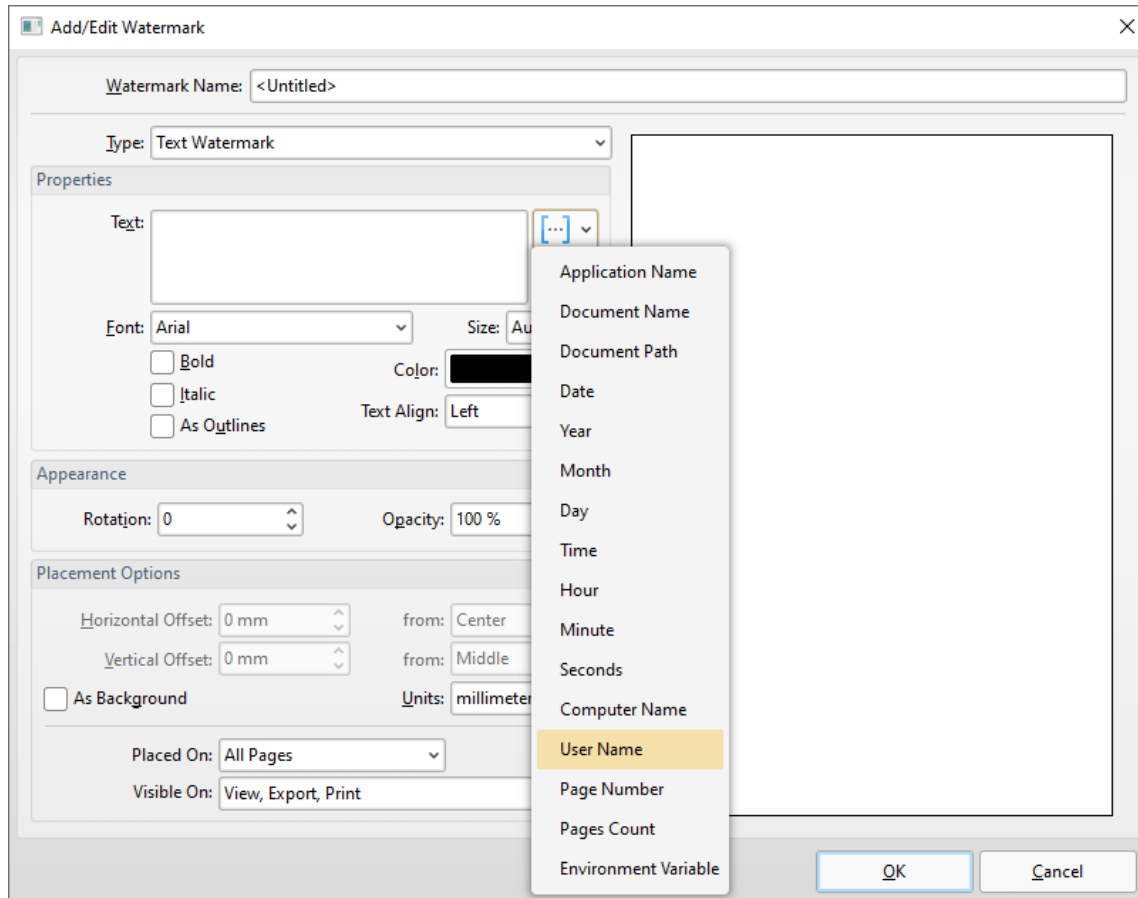 Add/Edit Watermark
Watermark Name: <Untitled>
Type: Text Watermark
Properties
Text:
Font: Arial
Size: Au
Bold
Color:
Italic
Text Align: Left
As Outlines
Appearance
Rotation: 0
Opacity: 100 %
Placement Options
Horizontal Offset: 0 mm
from: Center
Vertical Offset: 0 mm
from: Middle
As Background
Units: millimeter
Placed On: All Pages
Visible On: View, Export, Print
Application Name
Document Name
Document Path
Date
Year
Month
Day
Time
Hour
Minute
Seconds
Computer Name
User Name
Page Number
Pages Count
Environment Variable
OK
Cancel